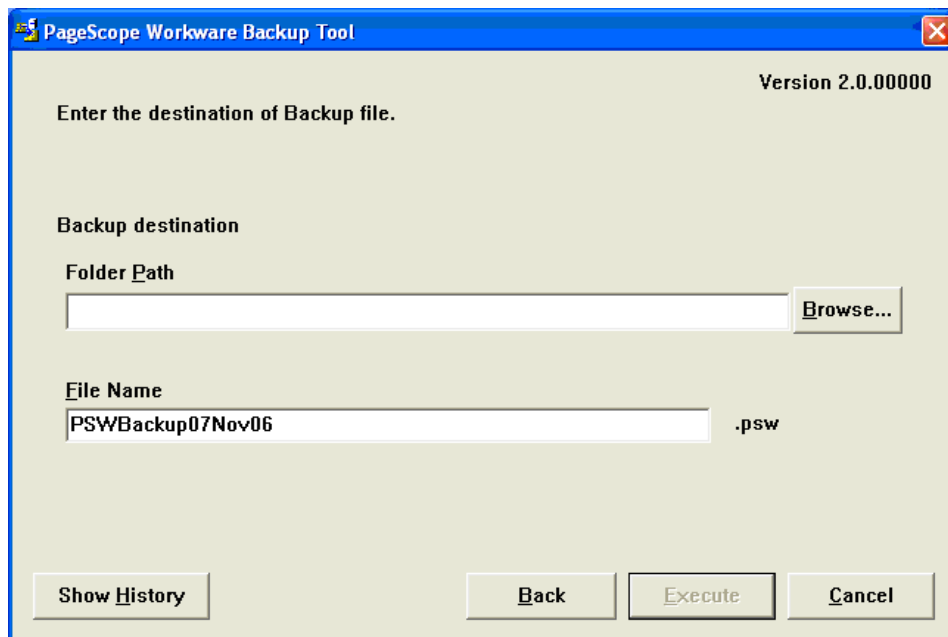 PageScope Workware Backup Tool
Version 2.0.00000
Enter the destination of Backup file.
Backup destination
Folder Path
Browse...
File Name
PSWBackup07Nov06 .psw
Show History Back Execute Cancel